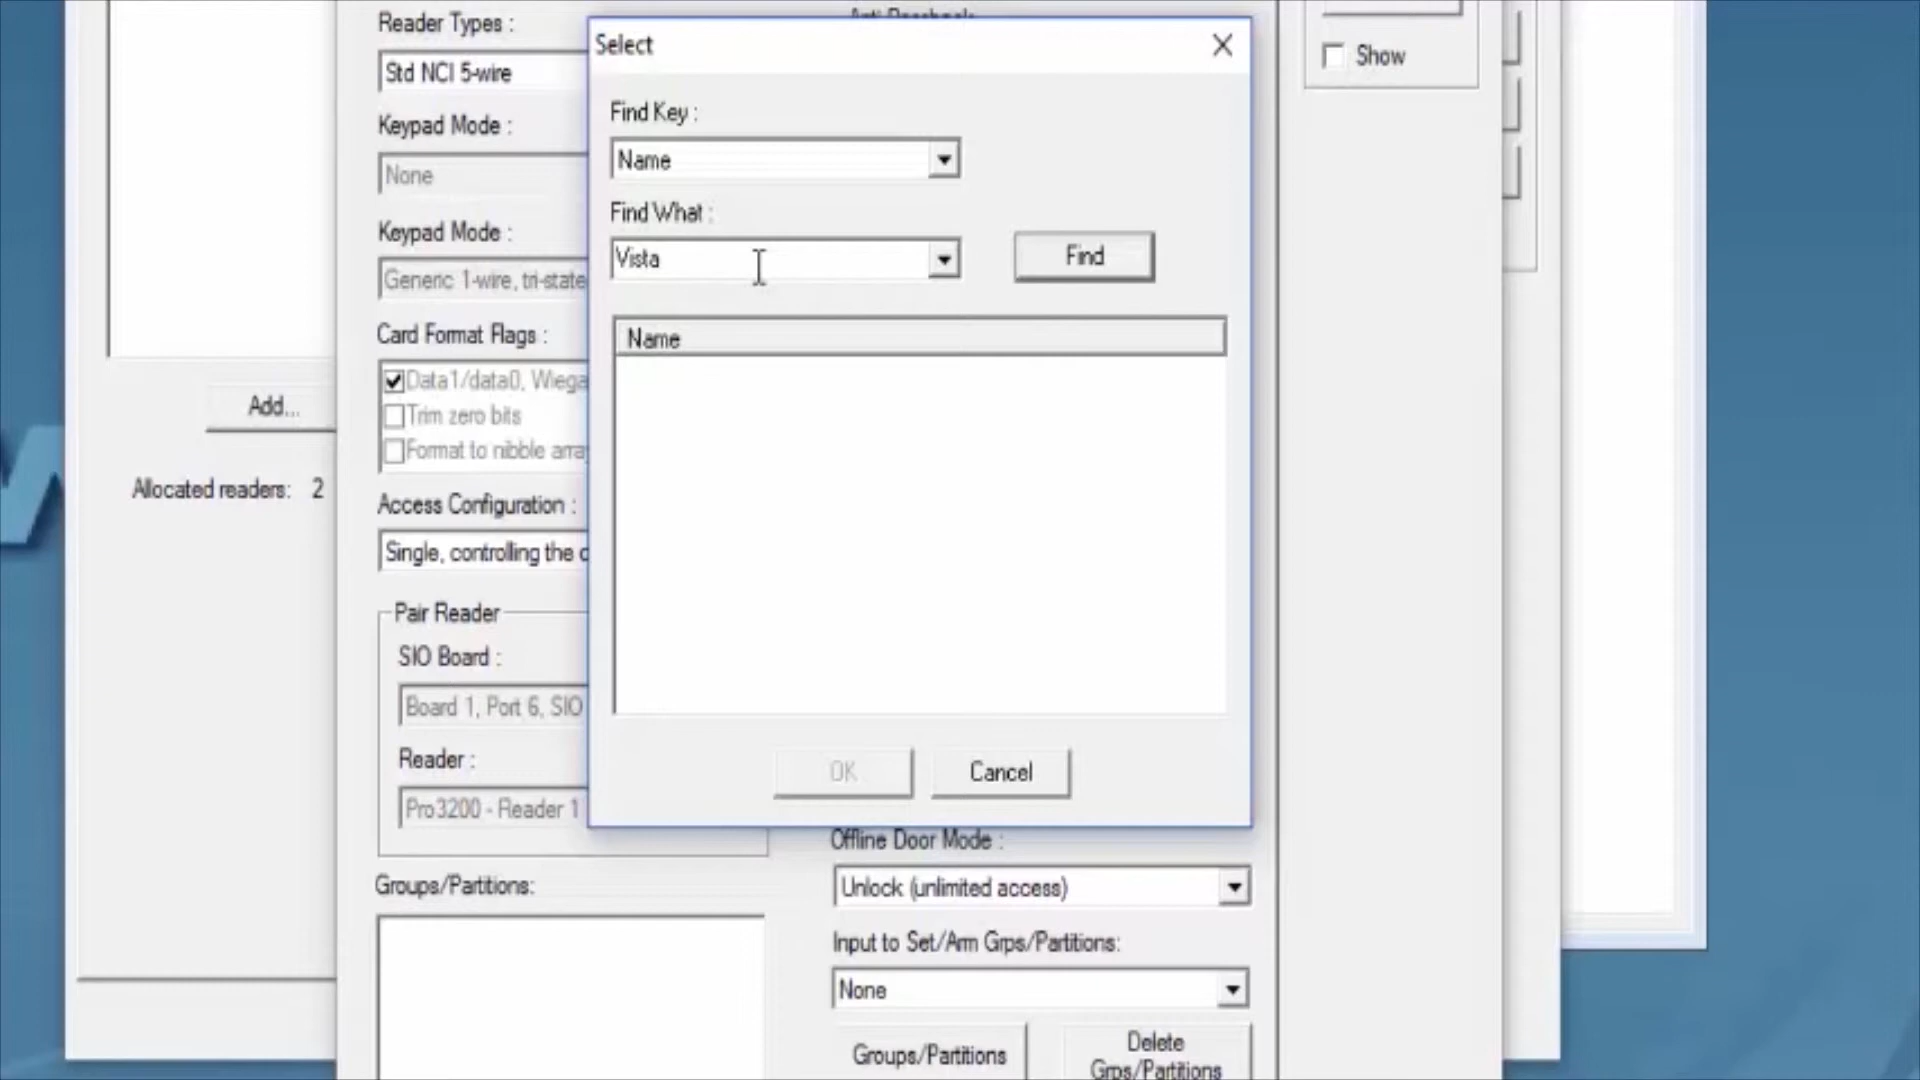 Reader Types :
Std NCI 5-wire
Keypad Mode :
None
Keypad Mode :
Generic 1-wire, tri-state
Card Format Flags :
Data1/data0, Wiega
Trim zero bits
Format to nibble array
Add...
Allocated readers: 2
Access Configuration :
Single, controlling the
Pair Reader
SIO Board :
Board 1, Port 6, SIO
Reader :
Pro3200 - Reader 1
Groups/Partitions:
Anti Passback
Select
Find Key :
Name
Find What :
Vista
Find
Name
OK
Cancel
Offline Door Mode :
Unlock (unlimited access)
Input to Set/Arm Grps/Partitions:
None
Groups/Partitions
Delete
Grps/Partitions
Show